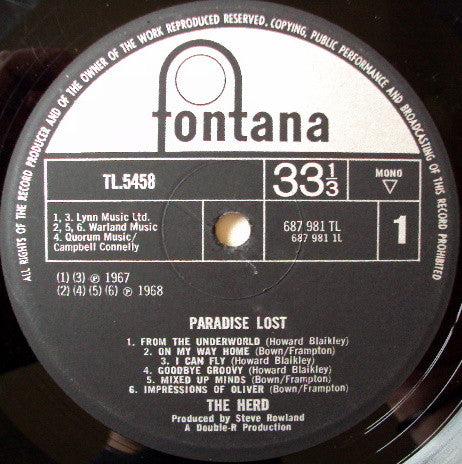 ALL RIGHTS OF THE RECORD PRODUCER AND OF THE OWNER OF THE WORK REPRODUCED RESERVED, COPYING, PUBLIC PERFORMANCE AND BROADCASTING OF THIS RECORD PROHIBITED
fontana
TL.5458
33⅓
MONO
1, 3. Lynn Music Ltd.
2, 5, 6. Warland Music
4. Quorum Music/
Campbell Connelly
687 981 TL
687 981 1L
1
(1) (3) ℗ 1967
(2) (4) (5) (6) ℗ 1968
PARADISE LOST
1. FROM THE UNDERWORLD (Howard Blaikley)
2. ON MY WAY HOME (Bown/Frampton)
3. I CAN FLY (Howard Blaikley)
4. GOODBYE GROOVY (Howard Blaikley)
5. MIXED UP MINDS (Bown/Frampton)
6. IMPRESSIONS OF OLIVER (Bown/Frampton)
THE HERD
Produced by Steve Rowland
A Double-R Production